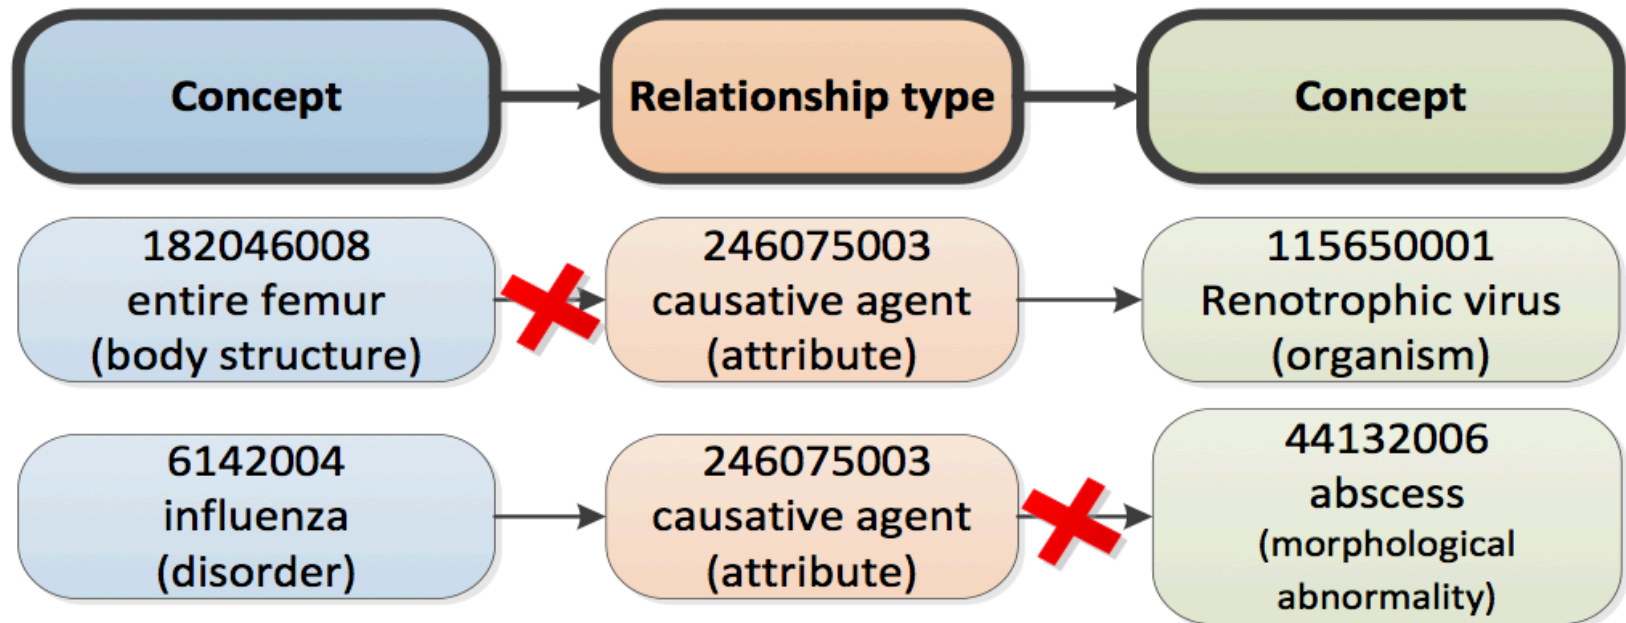 Concept
Relationship type
Concept
182046008
entire femur
(body structure)
246075003
causative agent
(attribute)
115650001
Renotrophic virus
(organism)
6142004
influenza
(disorder)
246075003
causative agent
(attribute)
44132006
abscess
(morphological
abnormality)